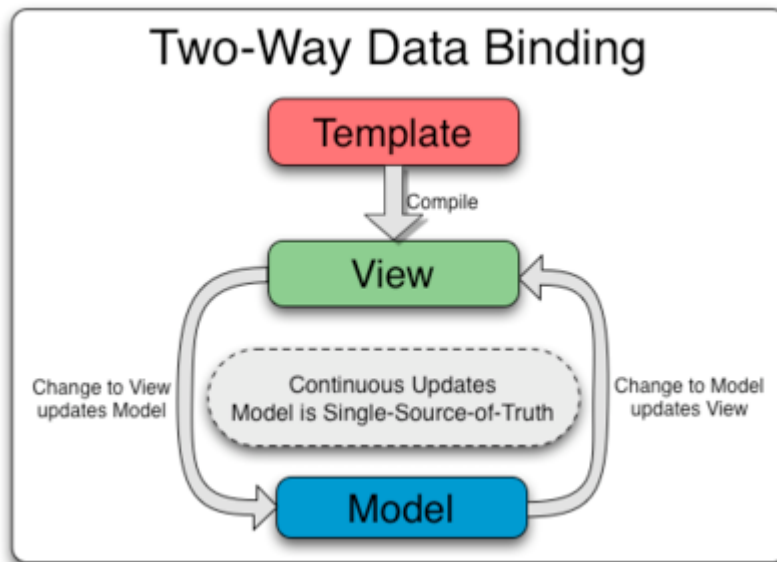 Two-Way Data Binding
Template
Compile
View
Change to View
updates Model
Continuous Updates
Model is Single-Source-of-Truth
Change to Model
updates View
Model